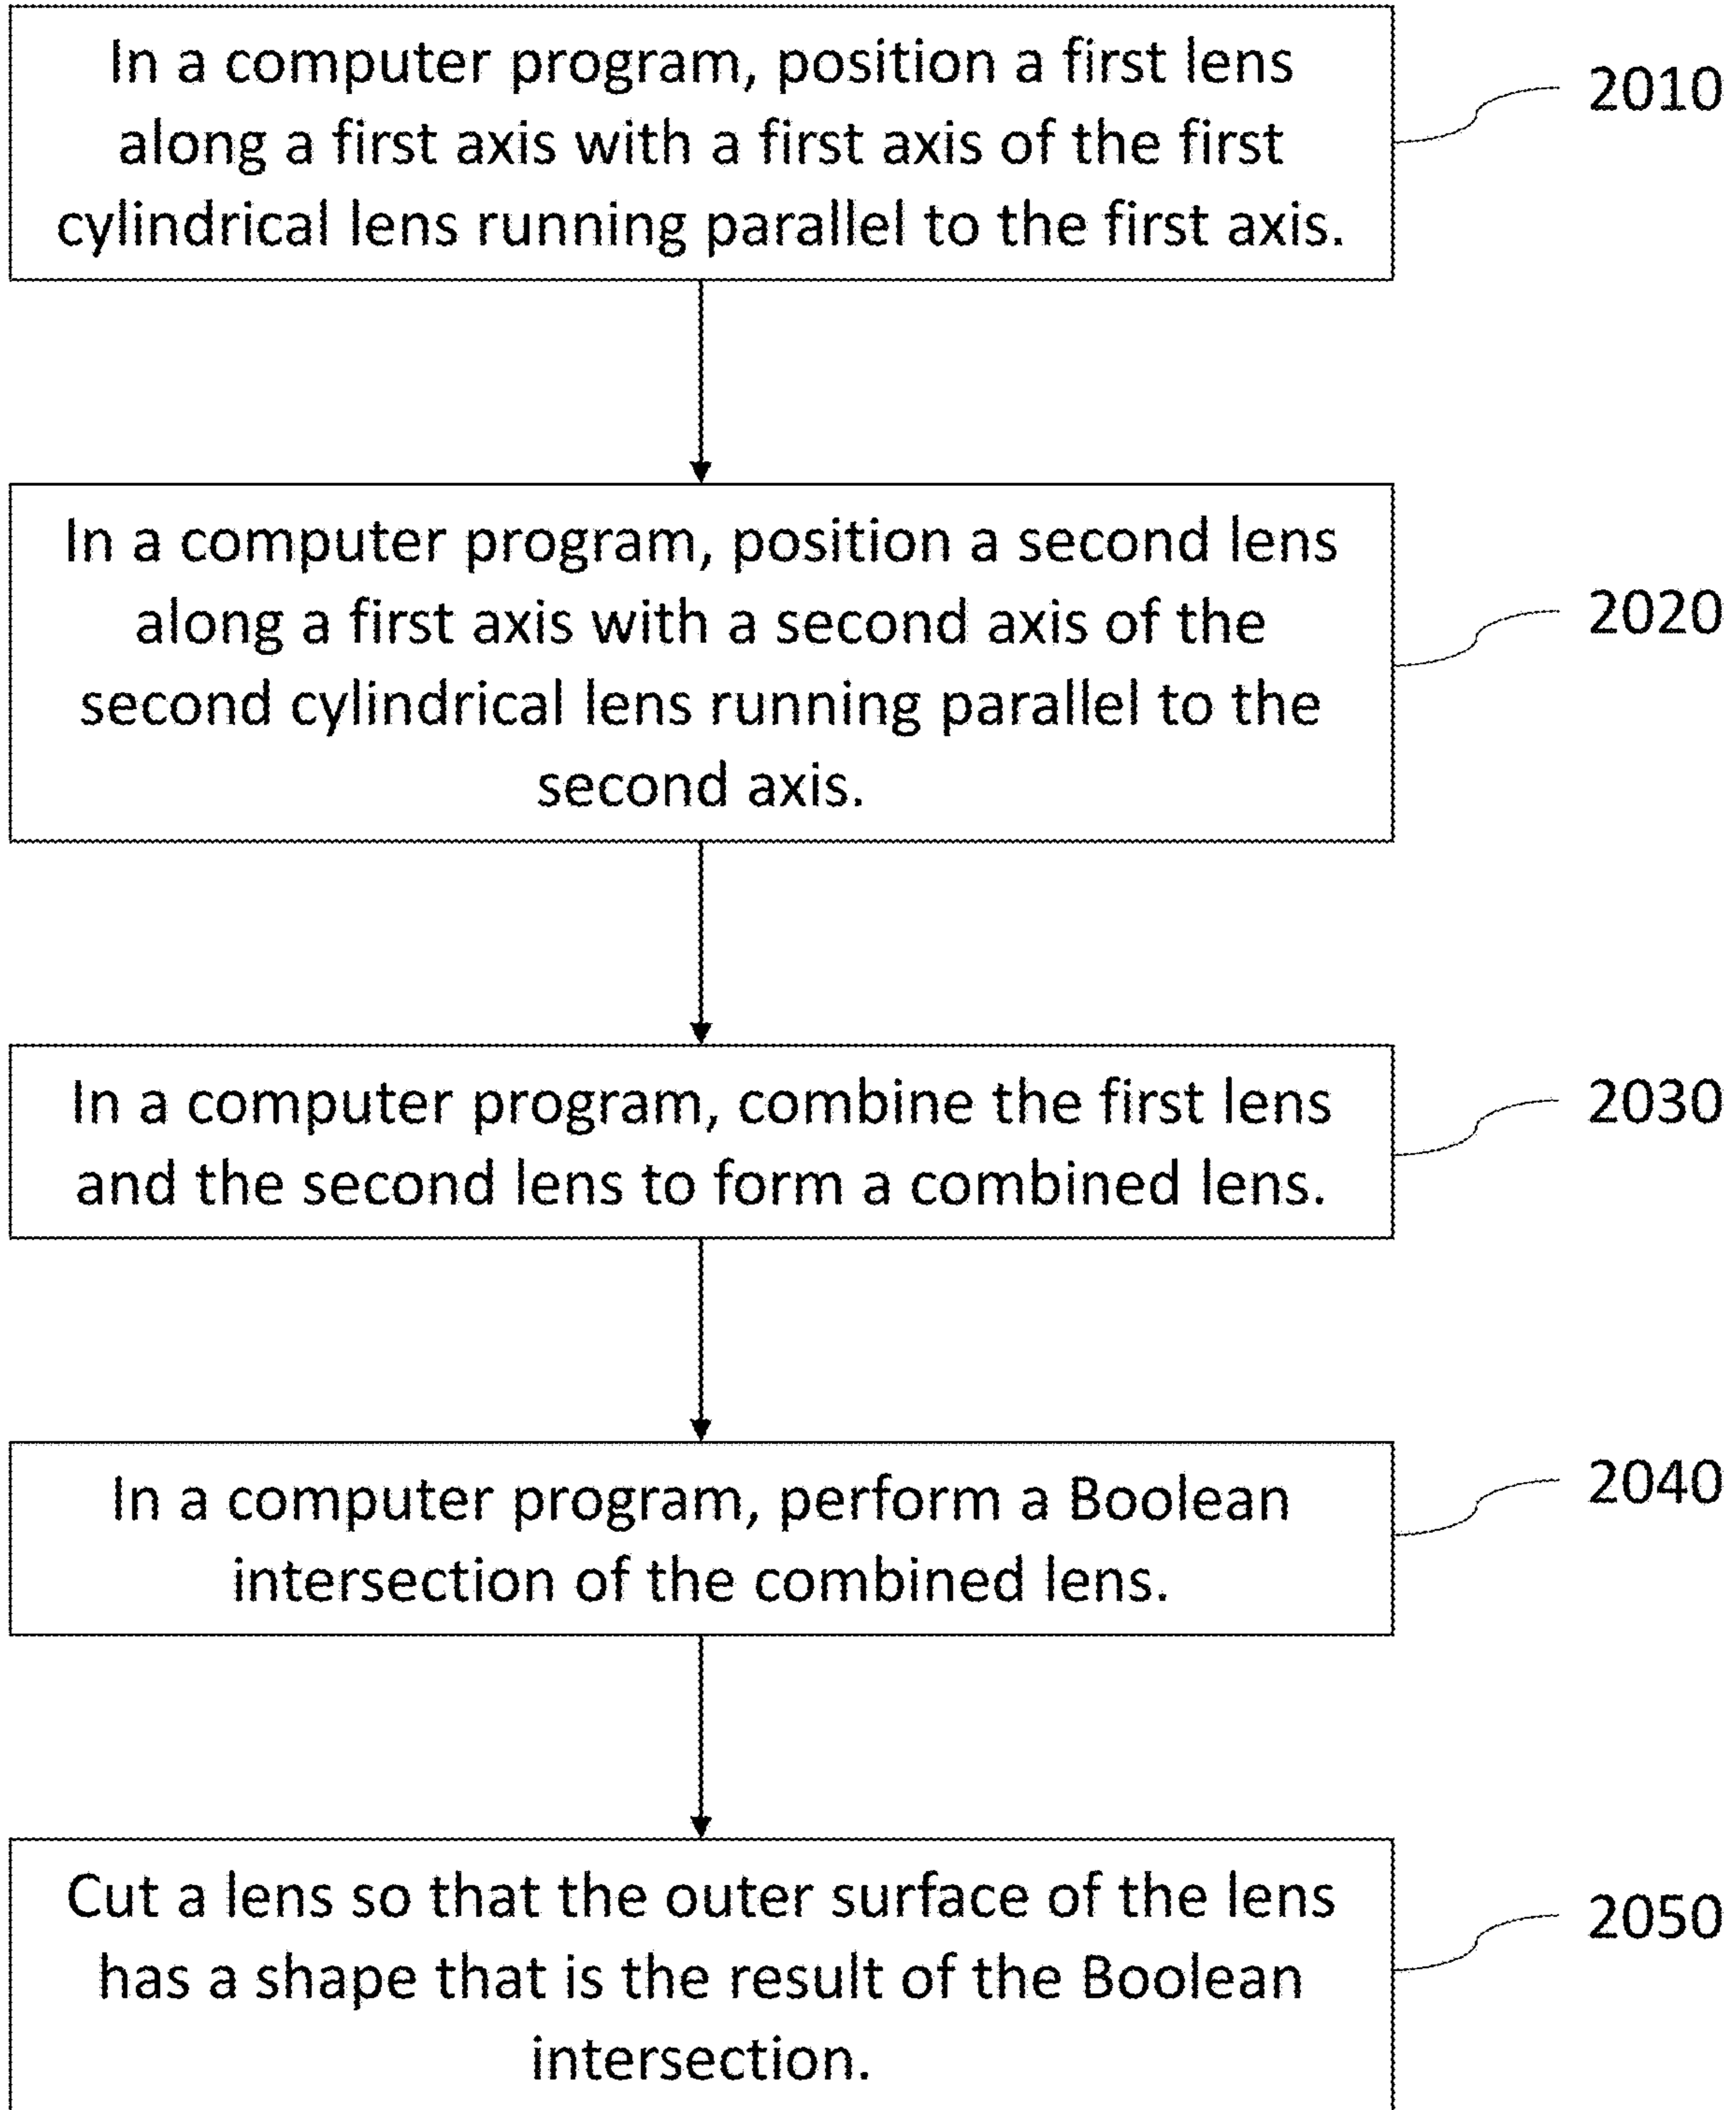 In a computer program, position a first lens
along a first axis with a first axis of the first
cylindrical lens running parallel to the first axis.
2010
In a computer program, position a second lens
along a first axis with a second axis of the
second cylindrical lens running parallel to the
second axis.
2020
In a computer program, combine the first lens
and the second lens to form a combined lens.
2030
In a computer program, perform a Boolean
intersection of the combined lens.
2040
Cut a lens so that the outer surface of the lens
has a shape that is the result of the Boolean
intersection.
2050